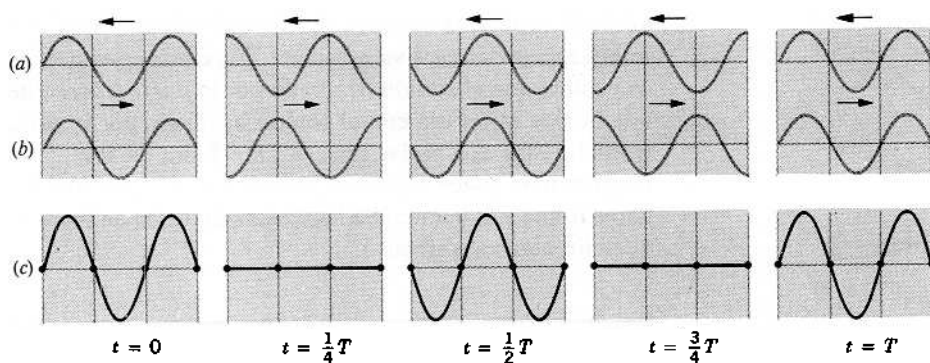 (a)
(b)
(c)
t = 0
t = 1/4 T
t = 1/2 T
t = 3/4 T
t = T